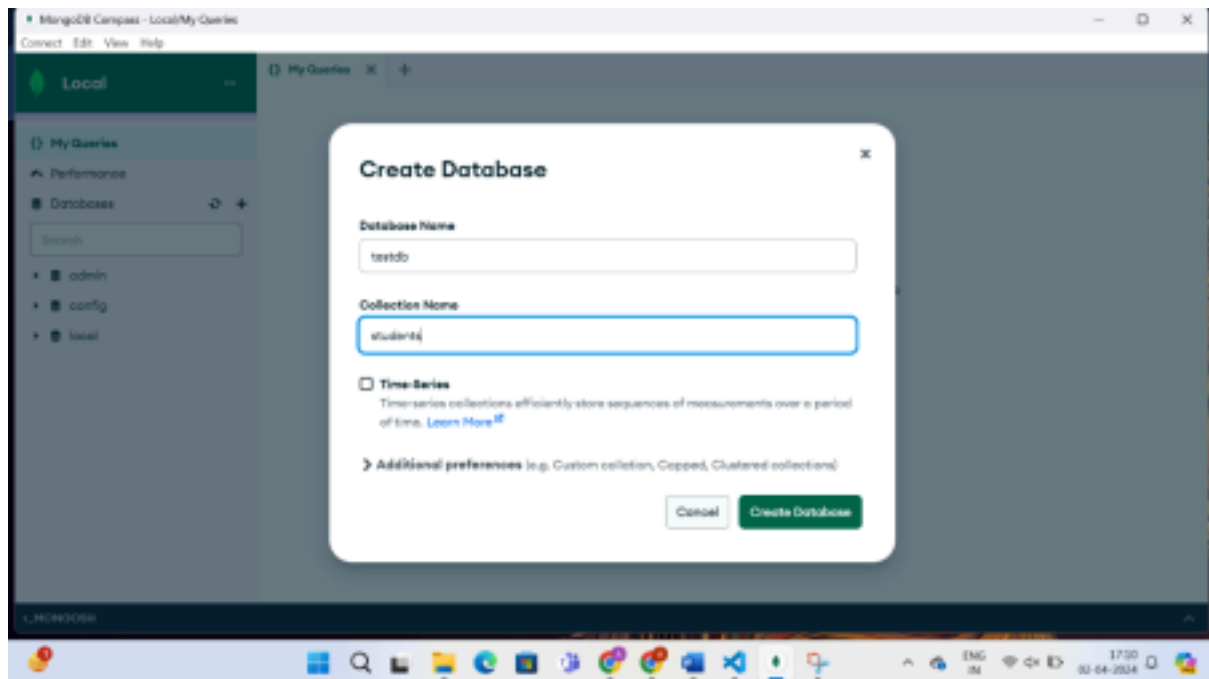 MongoDB Compass - Local/My Queries
Connect Edit View Help
Local
{} My Queries
{} My Queries
Performance
Databases
Search
admin
config
local
Create Database
Database Name
testdb
Collection Name
students
Time-Series
Time-series collections efficiently store sequences of measurements over a period
of time. Learn More
Additional preferences (e.g. Custom colletion, Capped, Clustered collections)
Cancel Create Database
>_MONGOSH
ENG
IN
17:10
02-04-2024